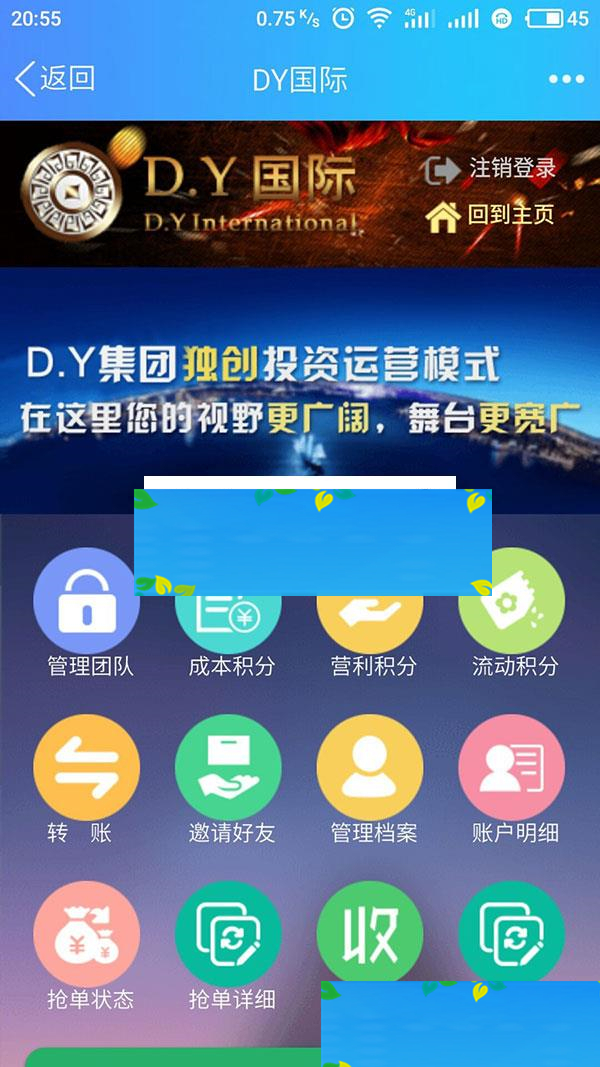 20:55 0.75 K/s 4G HD 45
返回 DY国际
D.Y 国际 注销登录
D.Y International 回到主页
D.Y集团独创投资运营模式
在这里您的视野更广阔，舞台更宽广
管理团队 成本积分 营利积分 流动积分
转 账 邀请好友 管理档案 账户明细
收
抢单状态 抢单详细